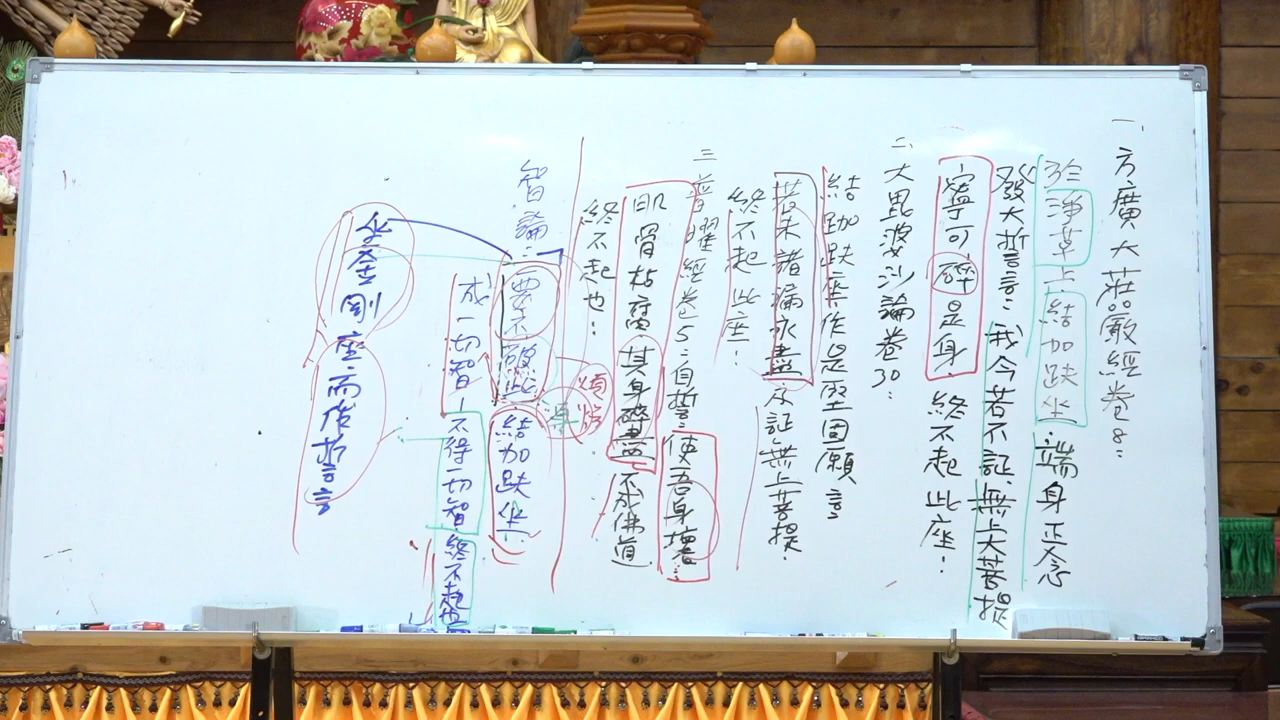 一、方廣大莊嚴經卷8：
於淨草上結加趺坐.端身正念
發大誓言：我今若不証無上大菩提
寧可碎是身.終不起此座！
二、大毘婆沙論卷30：
結跏趺座作是堅固願言
若未諸漏永盡及証無上菩提.
終不起此座！
三.普曜經卷5：自誓：使吾身壞.
肌骨枯腐其身碎盡不成佛道
終不起也：
煩惱
智論：要不破此結加趺坐！
成一切智！不得一切智終不起也
坐金剛座而作誓言